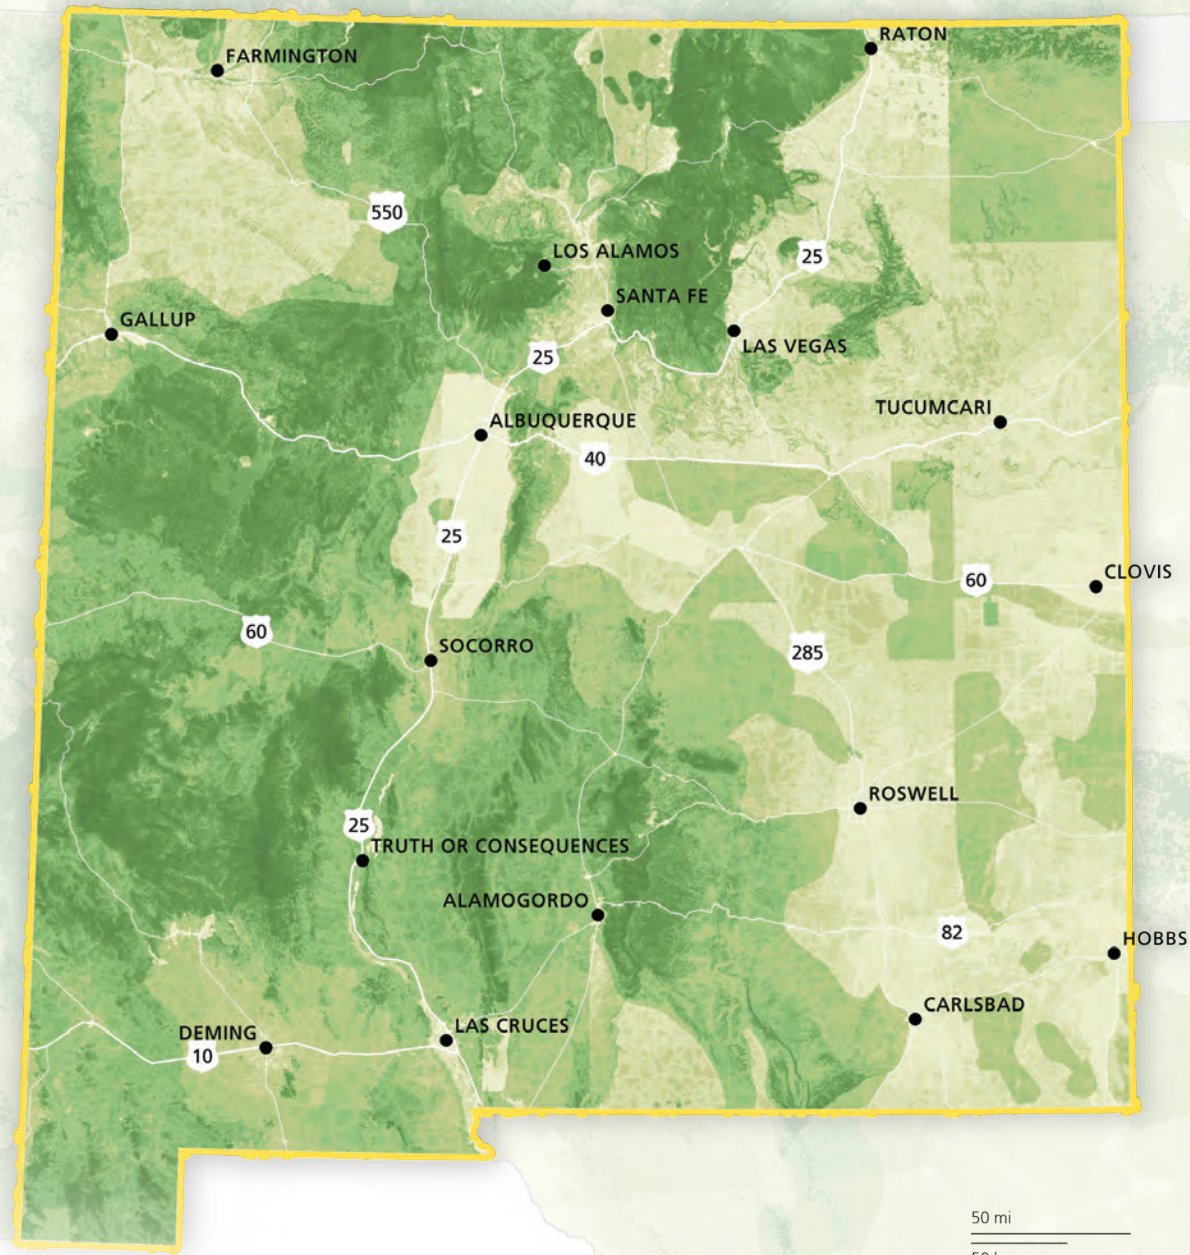 RATON
FARMINGTON
550
LOS ALAMOS
25
SANTA FE
GALLUP
LAS VEGAS
25
TUCUMCARI
ALBUQUERQUE
40
25
CLOVIS
60
60
SOCORRO
285
ROSWELL
25
TRUTH OR CONSEQUENCES
ALAMOGORDO
82
HOBBS
CARLSBAD
LAS CRUCES
DEMING
10
50 mi